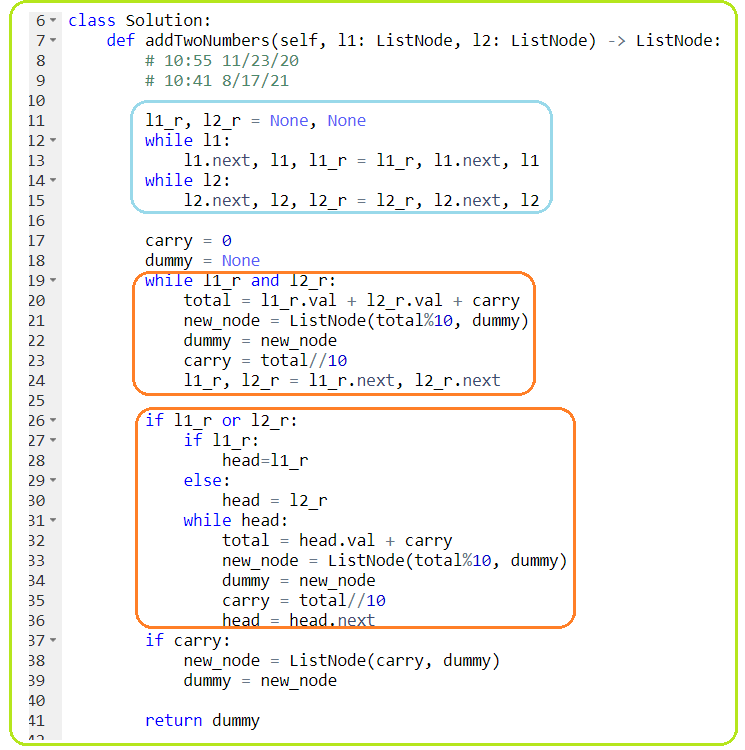 6 class Solution:
7     def addTwoNumbers(self, l1: ListNode, l2: ListNode) -> ListNode:
8         # 10:55 11/23/20
9         # 10:41 8/17/21
10
11         l1_r, l2_r = None, None
12         while l1:
13             l1.next, l1, l1_r = l1_r, l1.next, l1
14         while l2:
15             l2.next, l2, l2_r = l2_r, l2.next, l2
16
17         carry = 0
18         dummy = None
19         while l1_r and l2_r:
20             total = l1_r.val + l2_r.val + carry
21             new_node = ListNode(total%10, dummy)
22             dummy = new_node
23             carry = total//10
24             l1_r, l2_r = l1_r.next, l2_r.next
25
26         if l1_r or l2_r:
27             if l1_r:
28                 head=l1_r
29             else:
30                 head = l2_r
31             while head:
32                 total = head.val + carry
33                 new_node = ListNode(total%10, dummy)
34                 dummy = new_node
35                 carry = total//10
36                 head = head.next
37         if carry:
38             new_node = ListNode(carry, dummy)
39             dummy = new_node
40
41         return dummy